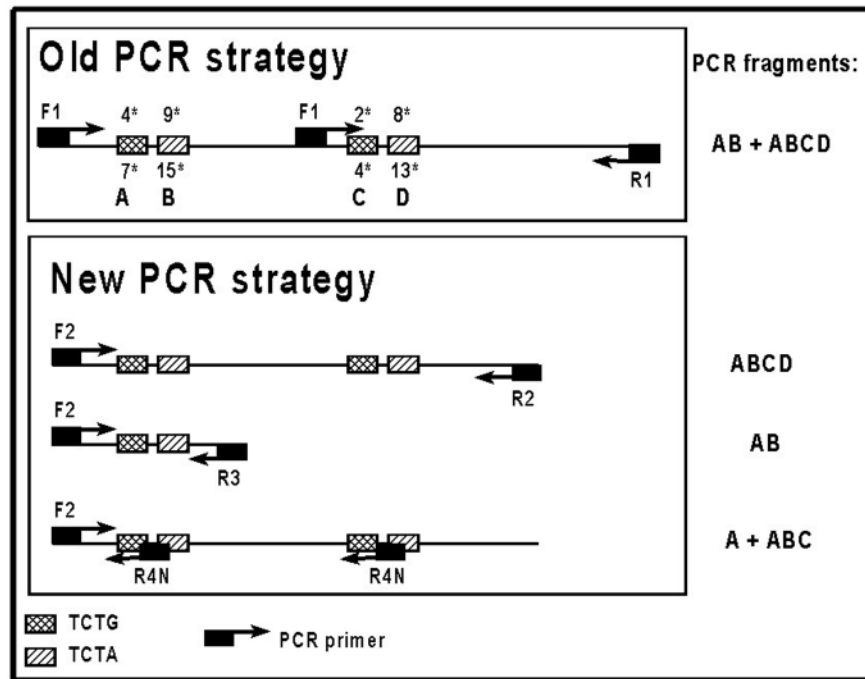 Old PCR strategy
PCR fragments:
F1 4* 9* F1 2* 8*
AB + ABCD
7* 15* 4* 13* R1
A B C D
New PCR strategy
F2
ABCD
R2
F2
AB
R3
F2
A + ABC
R4N R4N
TCTG
PCR primer
TCTA